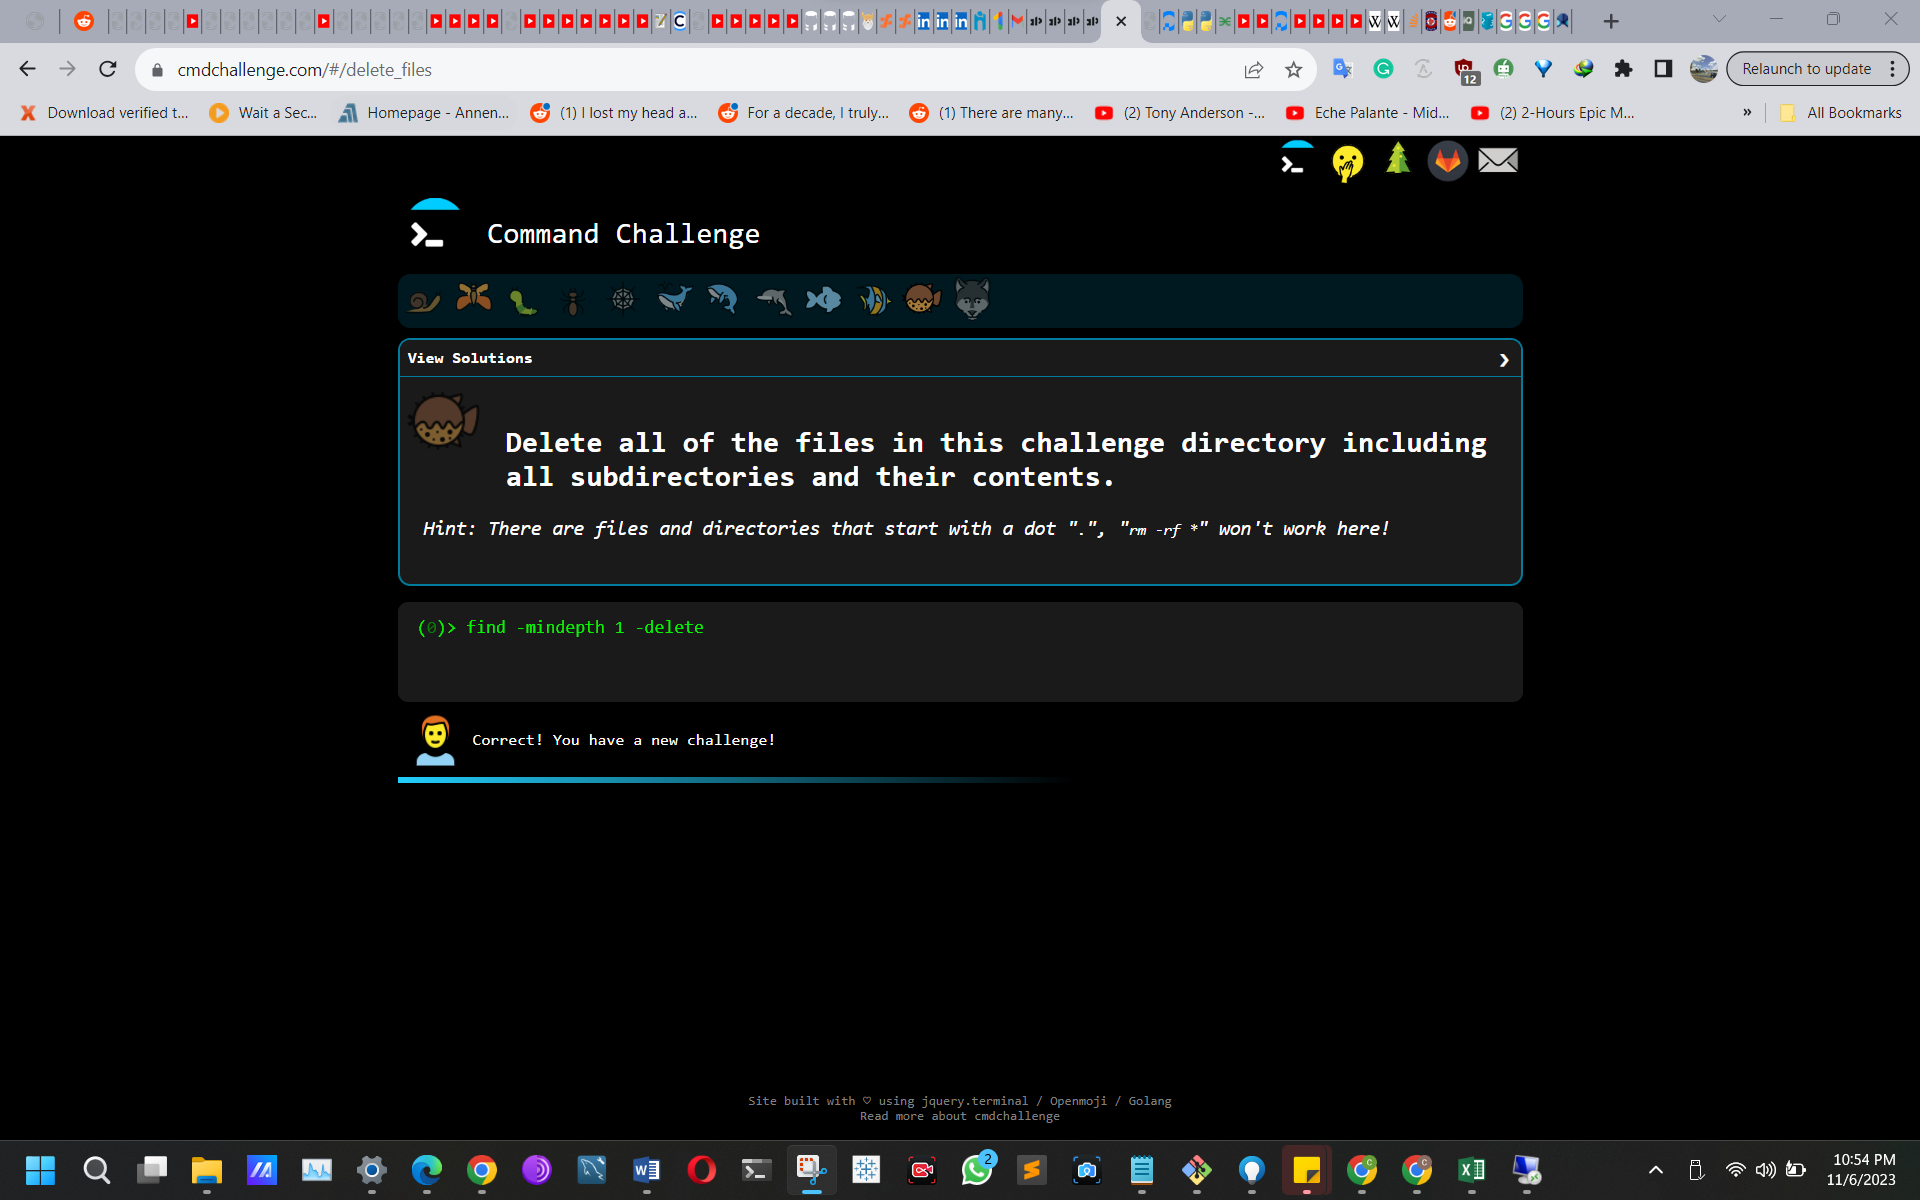 cmdchallenge.com/#/delete_files
12
Relaunch to update
Download verified t...
Wait a Sec...
Homepage - Annen...
(1) I lost my head a...
For a decade, I truly...
(1) There are many...
(2) Tony Anderson -...
Eche Palante - Mid...
(2) 2-Hours Epic M...
»
All Bookmarks
Command Challenge
View Solutions
Delete all of the files in this challenge directory including
all subdirectories and their contents.
Hint: There are files and directories that start with a dot ".", "rm -rf *" won't work here!
(0)> find -mindepth 1 -delete
Correct! You have a new challenge!
Site built with ♡ using jquery.terminal / Openmoji / Golang
Read more about cmdchallenge
2
10:54 PM
11/6/2023